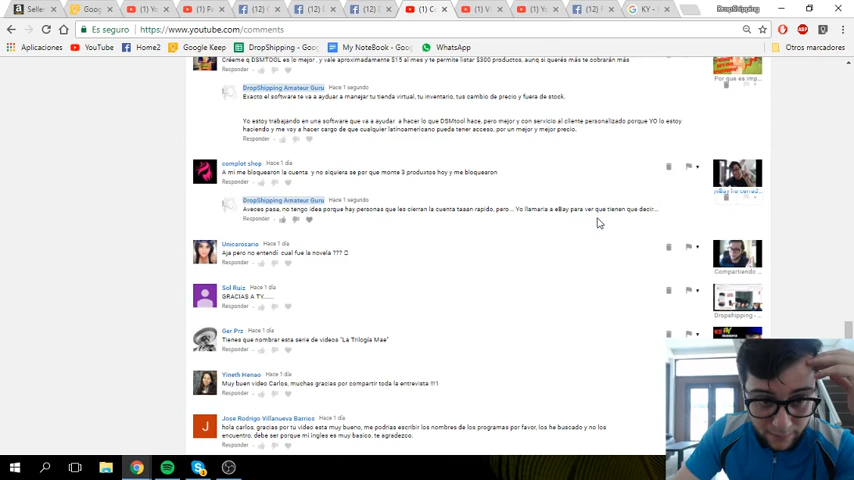 Selle
Goog
(1) Yo
(1) Pa
(12) C
(12)
(12) D
(1) C
(1) V
(1) Yo
(12)
KY -
DropShipping
Es seguro
https://www.youtube.com/comments
Aplicaciones
YouTube
Home2
Google Keep
DropShipping - Goog
My NoteBook - Goog
WhatsApp
Otros marcadores
Créeme q DSMTOOL es lo mejor , y vale aproximadamente $15 al mes y te permite listar $300 productos, aunq si querés más te cobrarán más
Responder
Por que es imp
DropShipping Amateur Guru Hace 1 segundo
Exacto el software te va a ayduar a manejar tu tienda virtual, tu inventario, tus cambio de precio y fuera de stock.
Yo estoy trabajando en una software que va a ayudar a hacer lo que DSMtool hace, pero mejor y con servicio al cliente personalizado porque YO lo estoy
haciendo y me voy a hacer cargo de que cualquier latinoamericano pueda tener acceso, por un mejor y mejor precio.
Responder
complot shop Hace 1 día
A mi me bloquearon la cuenta y no siquiera se por que monte 3 produxtos hoy y me bloquearon
Responder
DropShipping Amateur Guru Hace 1 segundo
Aveces pasa, no tengo idea porque hay personas que les cierran la cuenta taaan rapido, pero... Yo llamaria a eBay para ver que tienen que decir...
Responder
Unicarosario Hace 1 día
Aja pero no entendí cual fue la novela ???
Responder
Compartiendo ...
Sol Ruiz Hace 1 día
GRACIAS A TY......
Responder
Dropshipping - ...
Ger Prz Hace 1 día
Tienes que nombrar esta serie de videos "La Trilogía Mae"
Responder
Yineth Henao Hace 1 día
Muy buen video Carlos, muchas gracias por compartir toda la entrevista !!!1
Responder
Jose Rodrigo Villanueva Barrios Hace 1 día
J
hola carlos, gracias por tu video esta muy bueno, me podrias escribir los nombres de los programas por favor, los he buscado y no los
encuentro. debe ser porque mi ingles es muy basico. te agradezco.
Responder